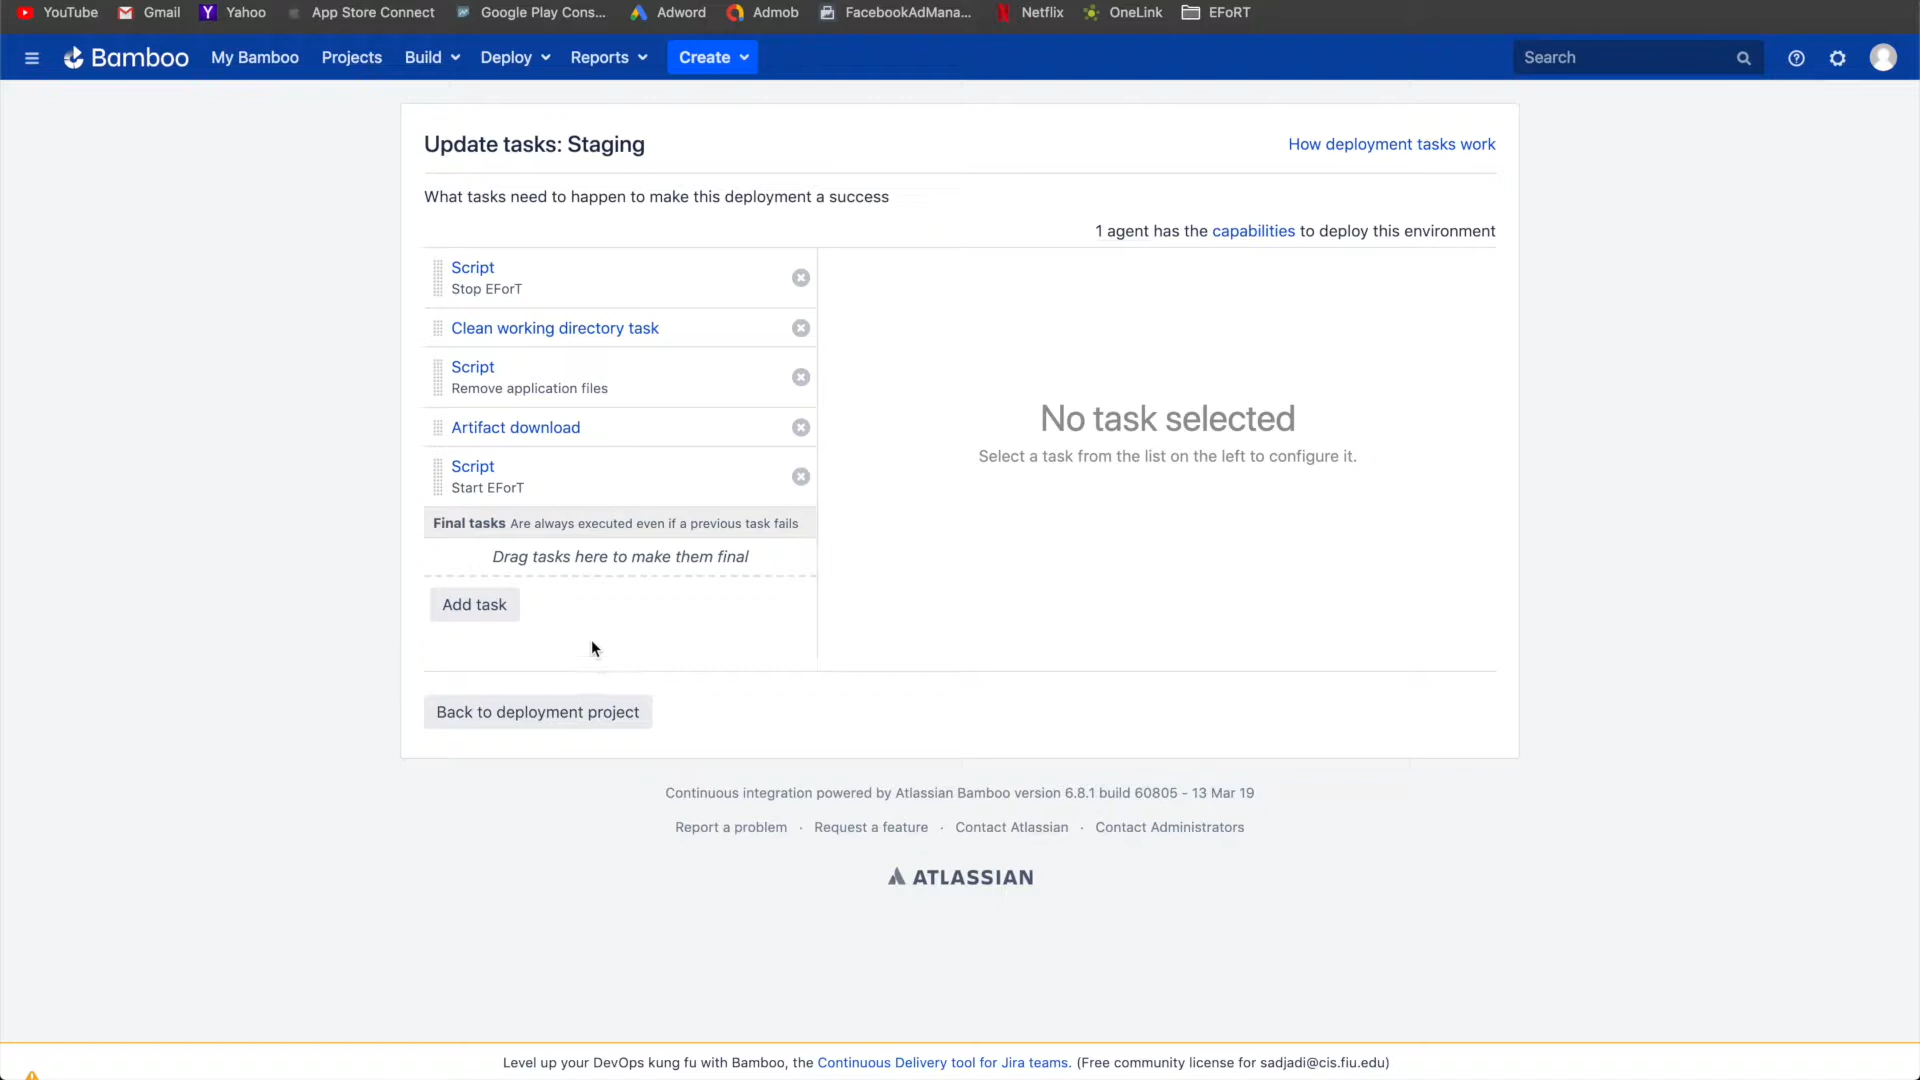 YouTube Gmail Yahoo App Store Connect Google Play Cons... Adword Admob FacebookAdMana... Netflix OneLink EFoRT
Bamboo My Bamboo Projects Build Deploy Reports Create Search
Update tasks: Staging How deployment tasks work
What tasks need to happen to make this deployment a success
1 agent has the capabilities to deploy this environment
Script
Stop EForT
Clean working directory task
Script
Remove application files
Artifact download
Script
Start EForT
Final tasks Are always executed even if a previous task fails
Drag tasks here to make them final
Add task
No task selected
Select a task from the list on the left to configure it.
Back to deployment project
Continuous integration powered by Atlassian Bamboo version 6.8.1 build 60805 - 13 Mar 19
Report a problem · Request a feature · Contact Atlassian · Contact Administrators
ATLASSIAN
Level up your DevOps kung fu with Bamboo, the Continuous Delivery tool for Jira teams. (Free community license for sadjadi@cis.fiu.edu)